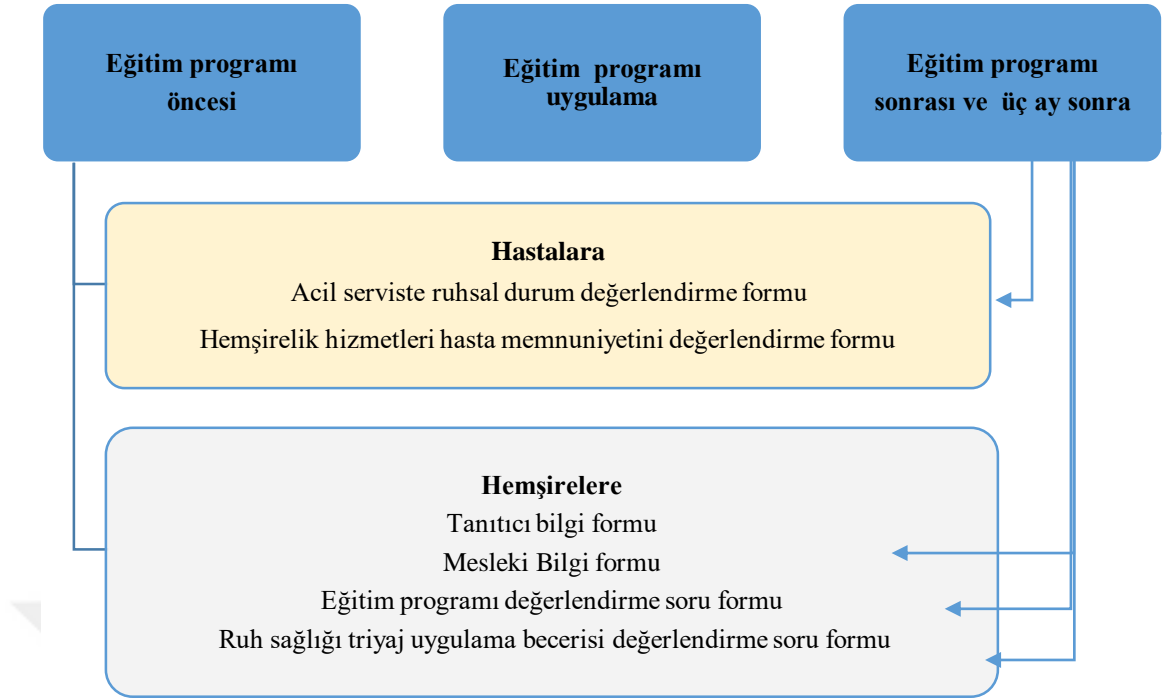 Eğitim programı
öncesi
Eğitim programı
uygulama
Eğitim programı
sonrası ve üç ay sonra
Hastalara
Acil serviste ruhsal durum değerlendirme formu
Hemşirelik hizmetleri hasta memnuniyetini değerlendirme formu
Hemşirelere
Tanıtıcı bilgi formu
Mesleki Bilgi formu
Eğitim programı değerlendirme soru formu
Ruh sağlığı triyaj uygulama becerisi değerlendirme soru formu